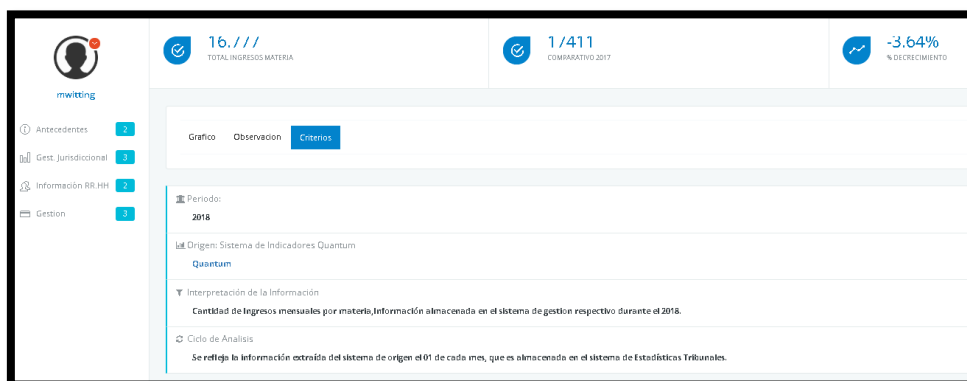 16.777
TOTAL INGRESOS MATERIA
17411
COMPARATIVO 2017
-3.64%
% DECRECIMIENTO
mwitting
Antecedentes 2
Gest. Jurisdiccional 3
Información RR.HH 2
Gestion 3
Grafico Observacion Criterios
Periodo:
2018
Origen: Sistema de Indicadores Quantum
Quantum
Interpretación de la Información
Cantidad de Ingresos mensuales por materia,Información almacenada en el sistema de gestion respectivo durante el 2018.
Ciclo de Analisis
Se refleja la información extraída del sistema de origen el 01 de cada mes, que es almacenada en el sistema de Estadísticas Tribunales.